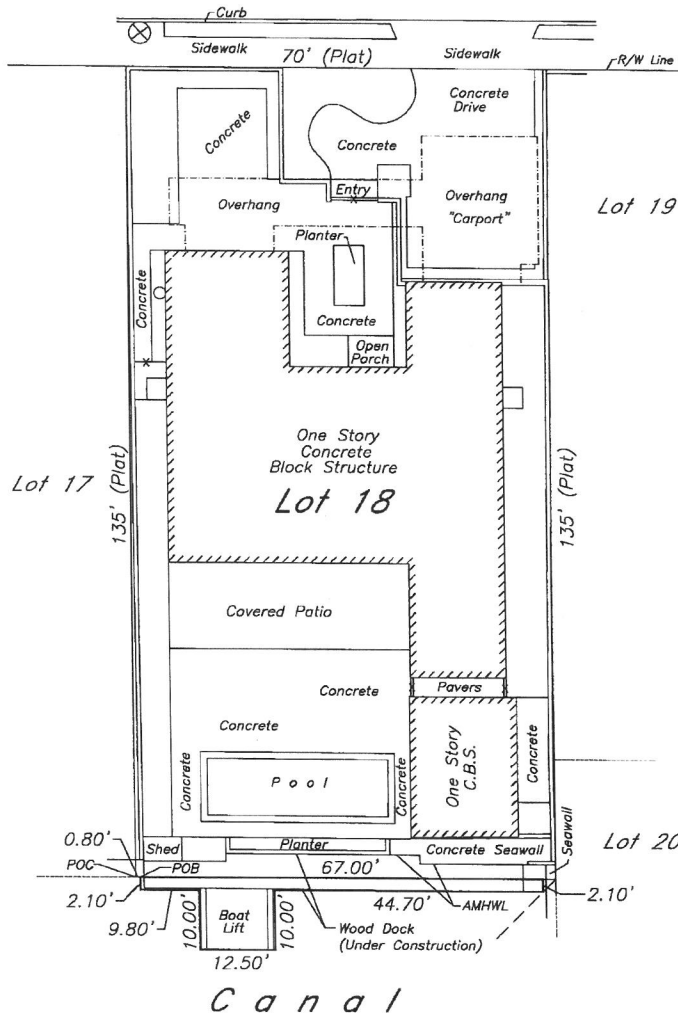 Curb
Sidewalk
70' (Plat)
Sidewalk
R/W Line
Concrete
Concrete
Drive
Concrete
Entry
Overhang
Overhang
"Carport"
Lot 19
Planter
Concrete
Concrete
Open
Porch
One Story
Concrete
Block Structure
Lot 17
135' (Plat)
Lot 18
135' (Plat)
Covered Patio
Concrete
Pavers
Concrete
Concrete
Pool
Concrete
One Story
C.B.S.
Concrete
0.80'
Shed
Planter
Concrete Seawall
Seawall
Lot 20
POC
POB
67.00'
2.10'
9.80'
10.00'
Boat
Lift
10.00'
44.70'
AMHWL
2.10'
Wood Dock
(Under Construction)
12.50'
Canal